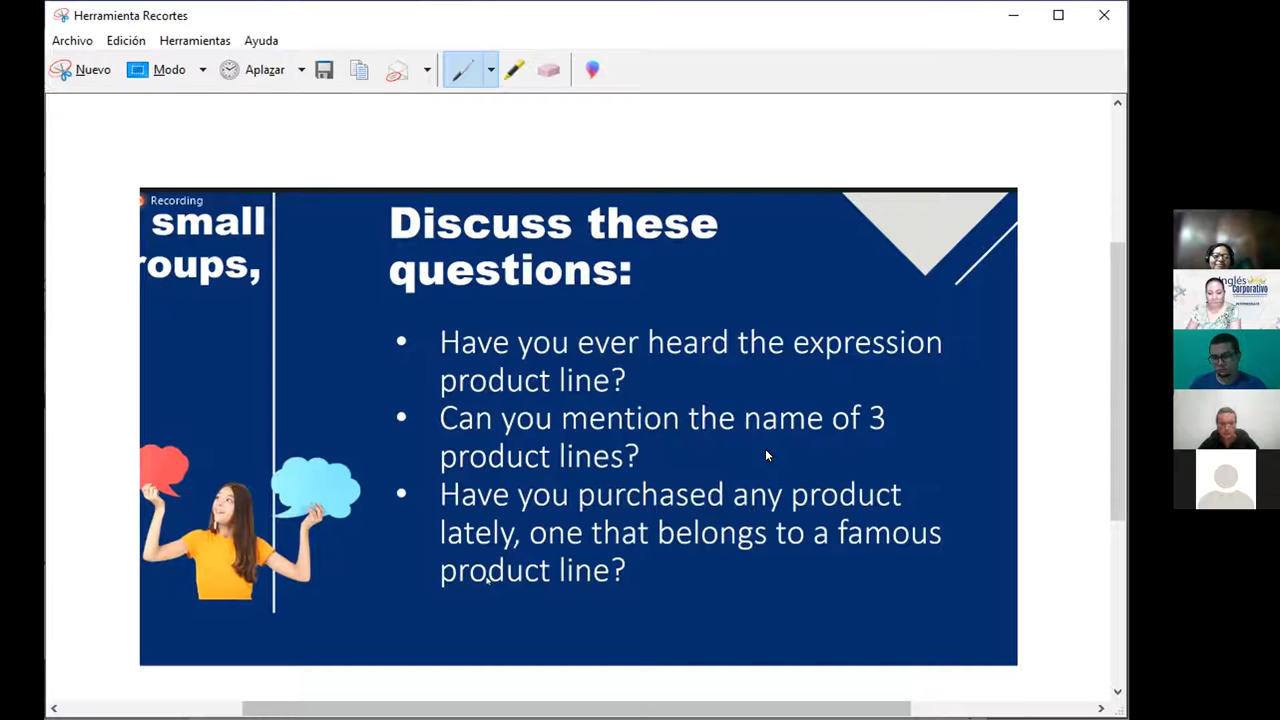 Herramienta Recortes
Archivo Edición Herramientas Ayuda
Nuevo Modo Aplazar
Recording
small
roups,
Discuss these
questions:
• Have you ever heard the expression
product line?
• Can you mention the name of 3
product lines?
• Have you purchased any product
lately, one that belongs to a famous
product line?
Inglés
Corporativo